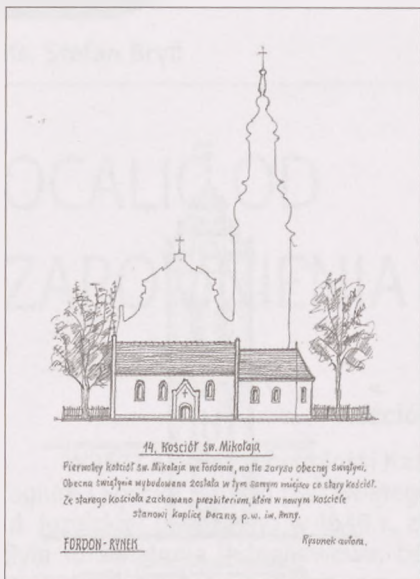 14. Kościół św. Mikołaja
Pierwotny kościół św. Mikołaja we Fordonie, na tle zarysu obecnej świątyni.
Obecna świątynia wybudowana została w tym samym miejscu co stary kościół.
Ze starego kościoła zachowano prezbiterium, które w nowym kościele
stanowi kaplicę boczną, p.w. św. Anny.
FORDON-RYNEK
Rysunek autora.
OCALIĆ OD